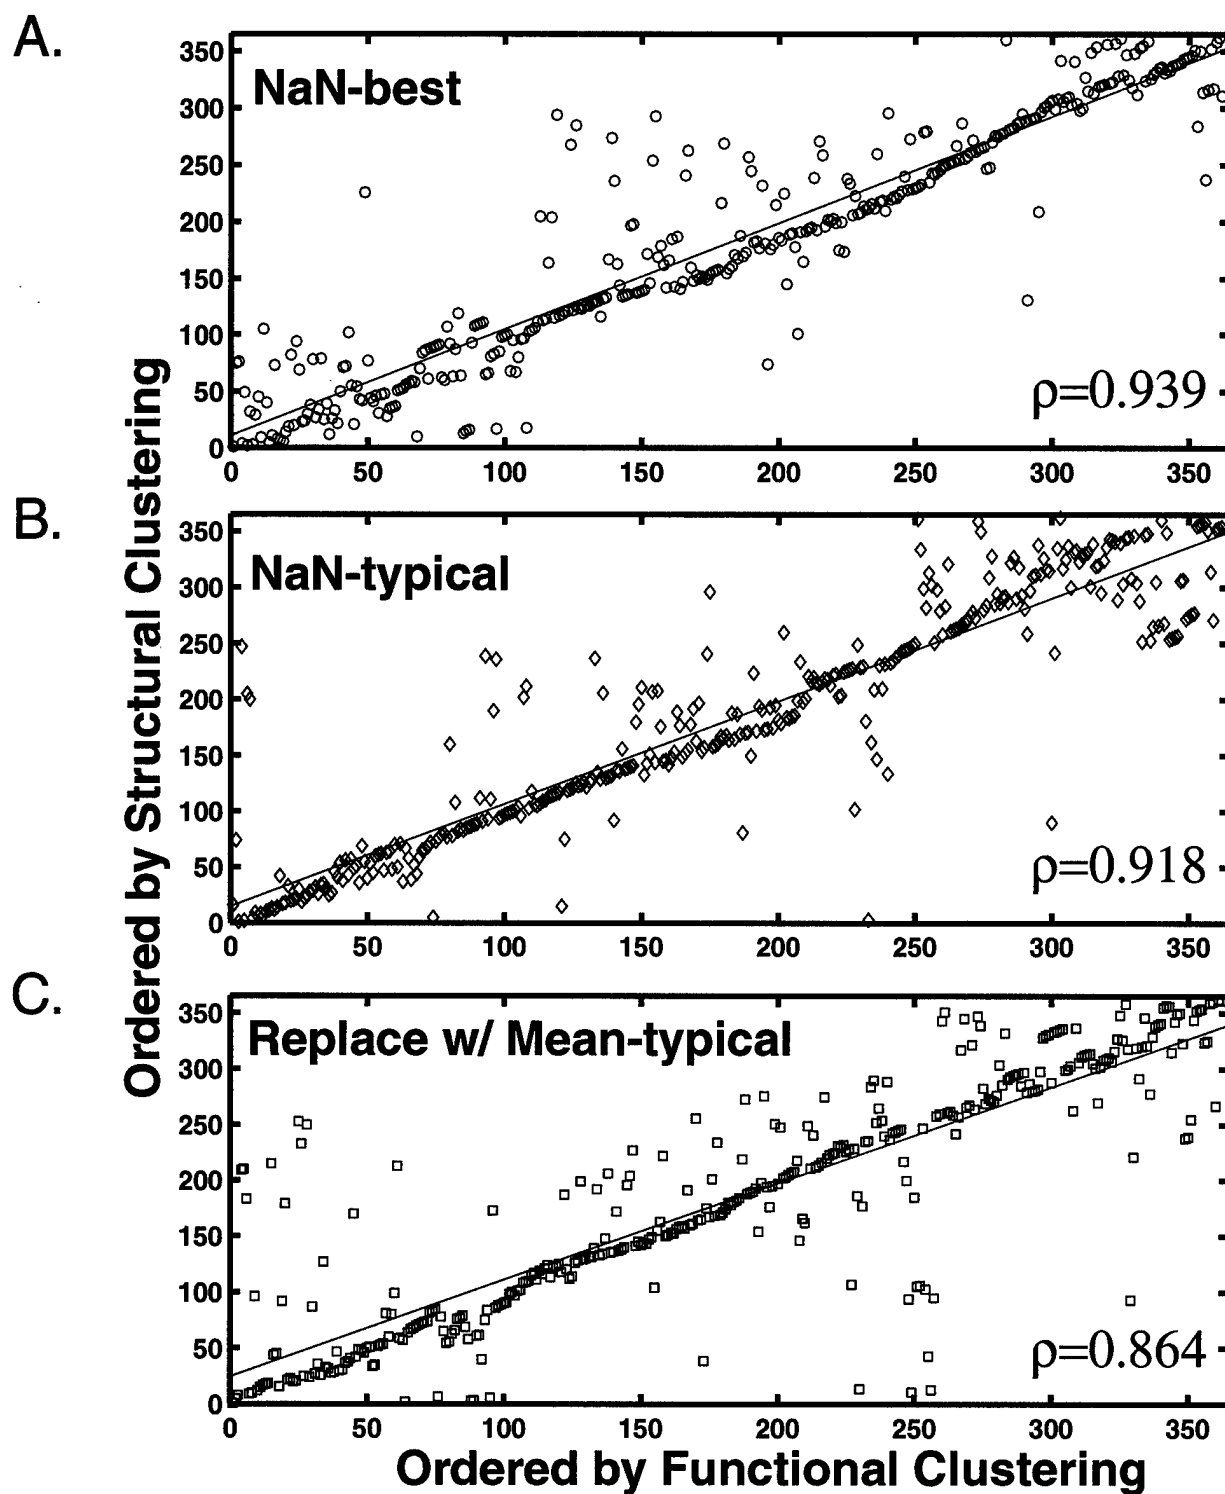 A.
NaN-best
ρ=0.939
350
300
250
200
150
100
50
0
0 50 100 150 200 250 300 350
B.
NaN-typical
ρ=0.918
350
300
250
200
150
100
50
0
0 50 100 150 200 250 300 350
C.
Replace w/ Mean-typical
ρ=0.864
350
300
250
200
150
100
50
0
0 50 100 150 200 250 300 350
Ordered by Structural Clustering
Ordered by Functional Clustering